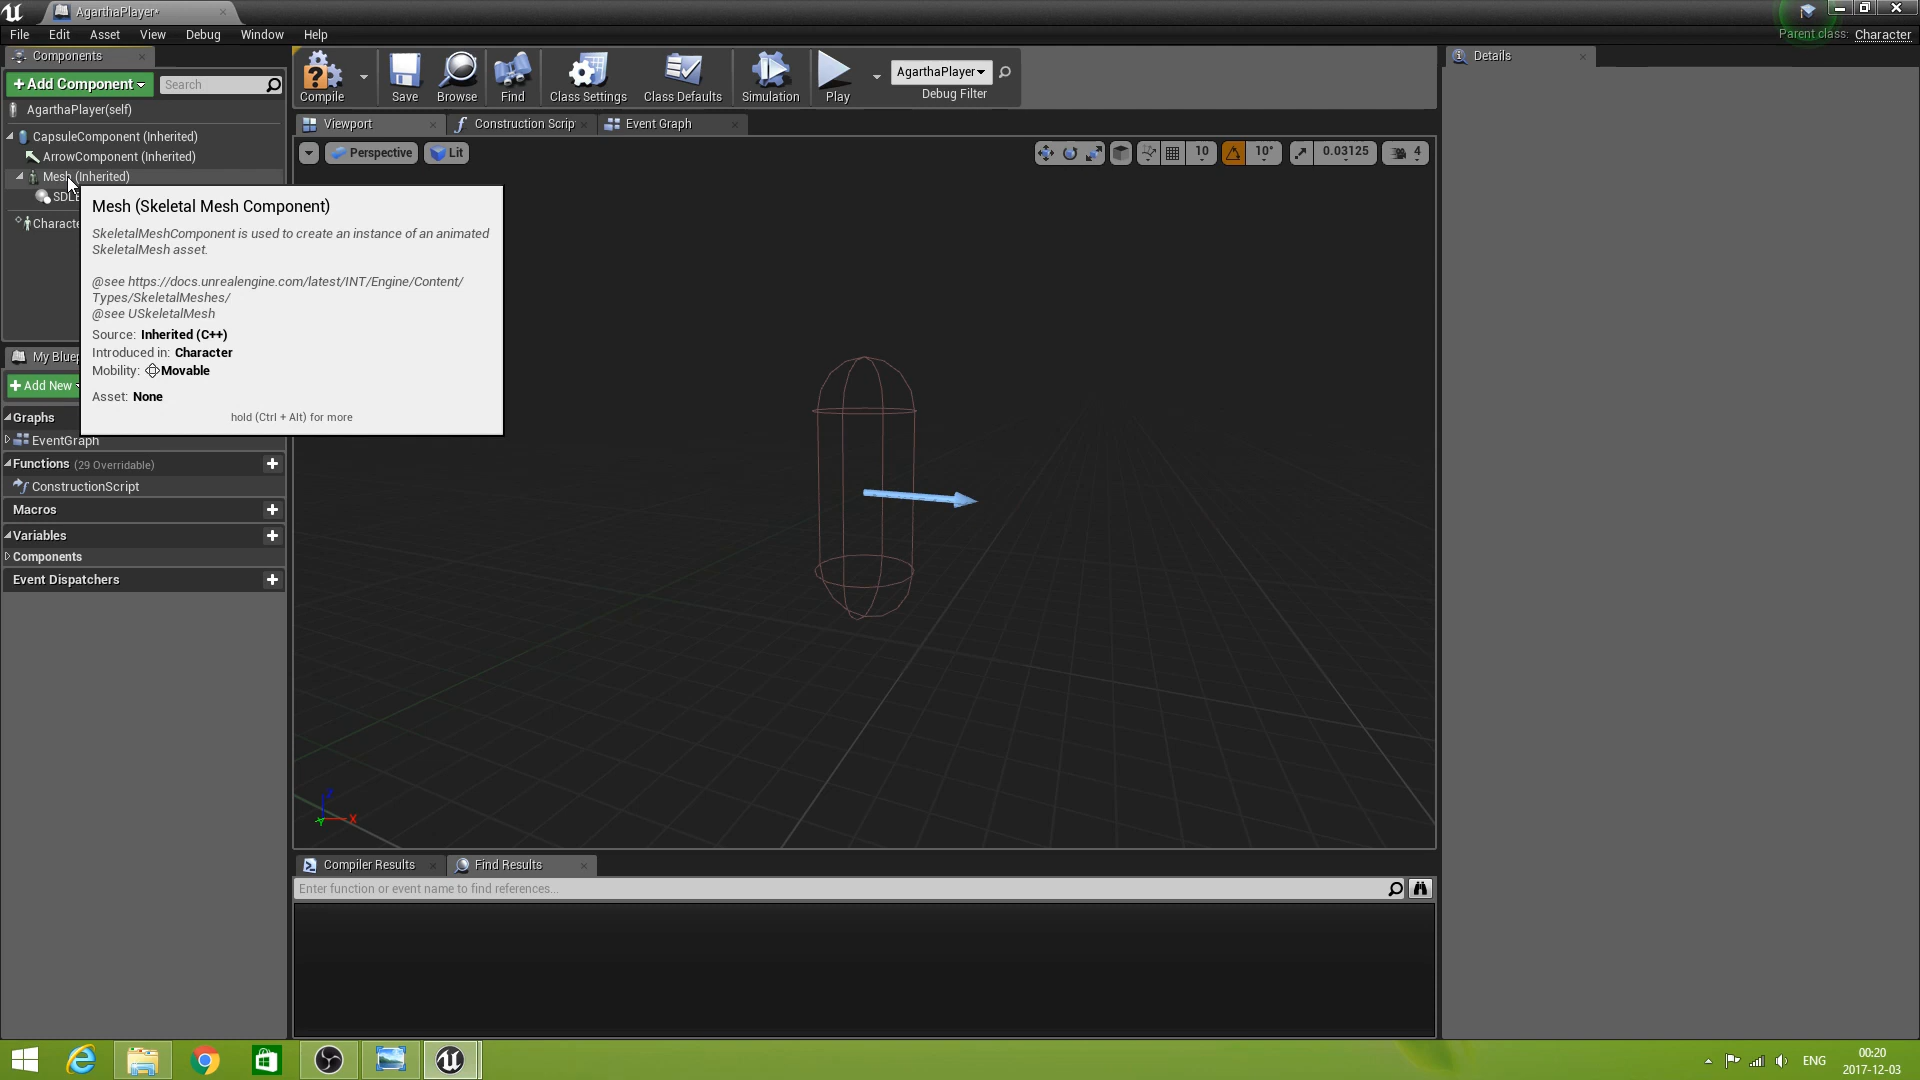 AgarthaPlayer*
File Edit Asset View Debug Window Help
Parent class: Character
Components
+ Add Component
Search
AgarthaPlayer(self)
CapsuleComponent (Inherited)
ArrowComponent (Inherited)
Mesh (Inherited)
Mesh (Skeletal Mesh Component)
SkeletalMeshComponent is used to create an instance of an animated
SkeletalMesh asset.
@see https://docs.unrealengine.com/latest/INT/Engine/Content/
Types/SkeletalMeshes/
@see USkeletalMesh
Source: Inherited (C++)
Introduced in: Character
Mobility: Movable
Asset: None
hold (Ctrl + Alt) for more
My Blue
+ Add New
Graphs
EventGraph
Functions (29 Overridable)
ConstructionScript
Macros
Variables
Components
Event Dispatchers
Compile Save Browse Find Class Settings Class Defaults Simulation Play
AgarthaPlayer
Debug Filter
Viewport
Construction Scrip
Event Graph
Perspective
Lit
10
10°
0.03125
4
X
Compiler Results
Find Results
Enter function or event name to find references...
Details
ENG
00:20
2017-12-03